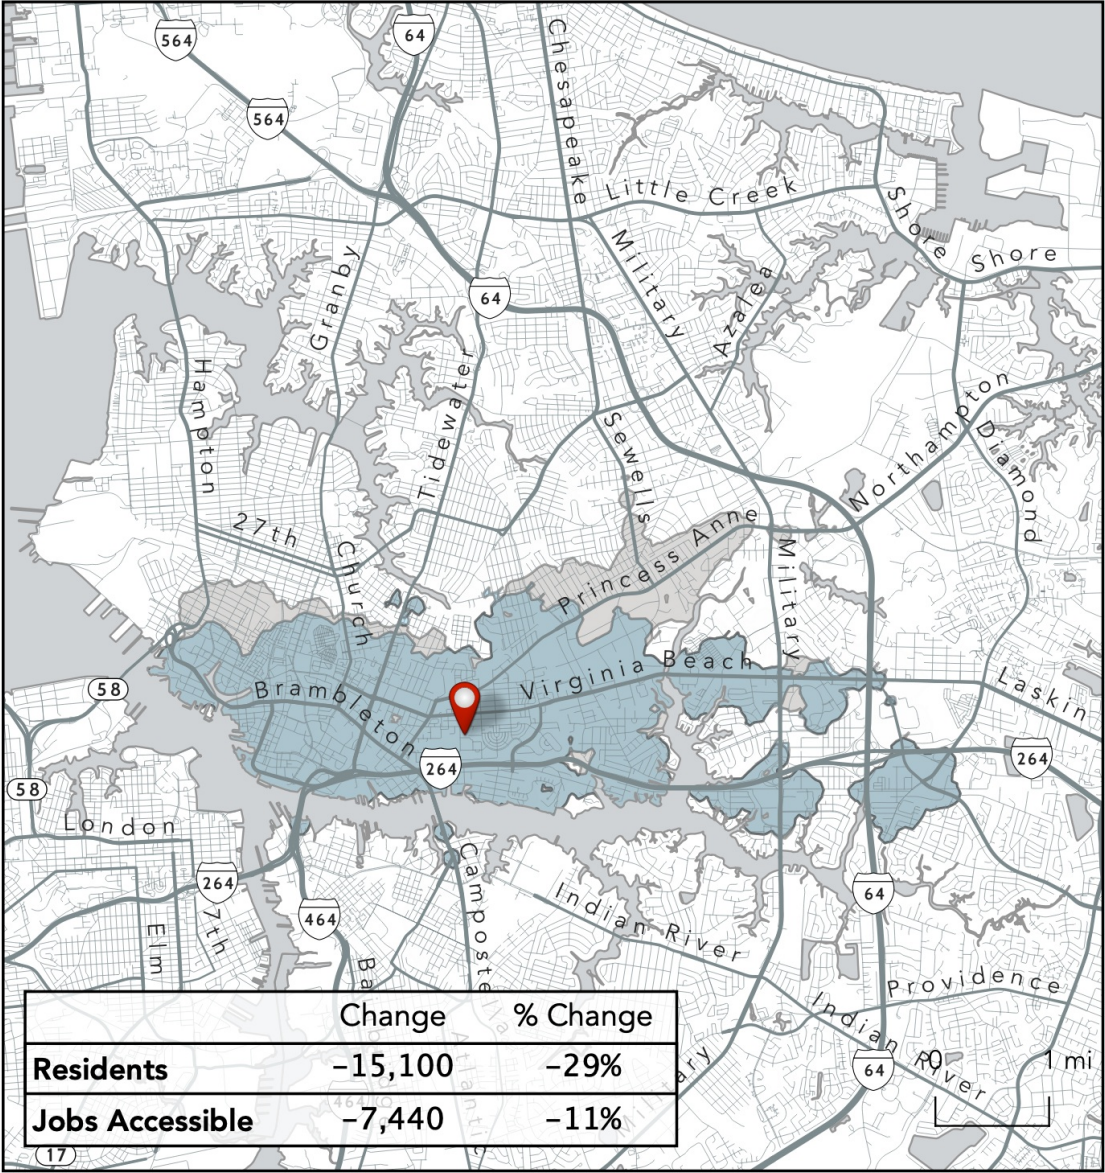 564
64
Chesapeake
564
Little Creek
Shore
Shore
Granby
Military
Azalea
64
Hampton
Tidewater
Northampton
Sewells
Diamond
27th
Princess Anne
Church
Military
Virginia Beach
58
Brambleton
Laskin
264
264
58
London
Campostella
264
7th
464
64
Indian River
Elm
Providence
Indian River
64
0
1 mi
Military
Change % Change
Residents -15,100 -29%
Jobs Accessible -7,440 -11%
464
Atlantic
17